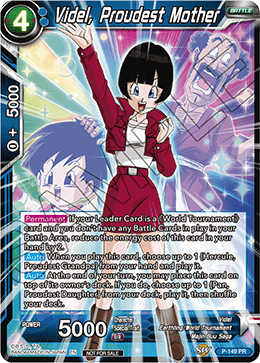 Videl, Proudest Mother
BATTLE
4
0 + 5000
Permanent If your Leader Card is a {World Tournament}
card and you don't have any Battle Cards in play in your
Battle Area, reduce the energy cost of this card in your
hand by 2.
Auto When you play this card, choose up to 1 {Hercule,
Proudest Grandpa} from your hand and play it.
Auto At the end of your turn, you may place this card on
top of its owner's deck. If you do, choose up to 1 {Pan,
Proudest Daughter} from your deck, play it, then shuffle
your deck.
POWER
5000
Character
Videl
Special Trait
Earthling/World Tournament
Era
Majin Buu Saga
NOT FOR SALE
P-149 PR